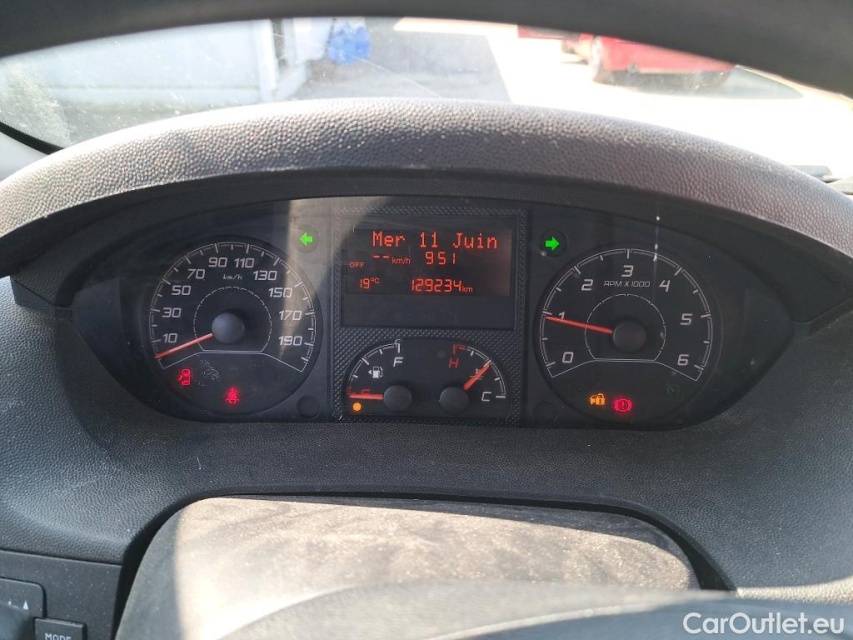 Mer 11 Juin
OFF --km/h 951
19°C 129234km
10 30 50 70 90 110 130 150 170 190
km/h
F
H
C
0 1 2 3 4 5 6
RPM X 1000
MODE
CarOutlet.eu